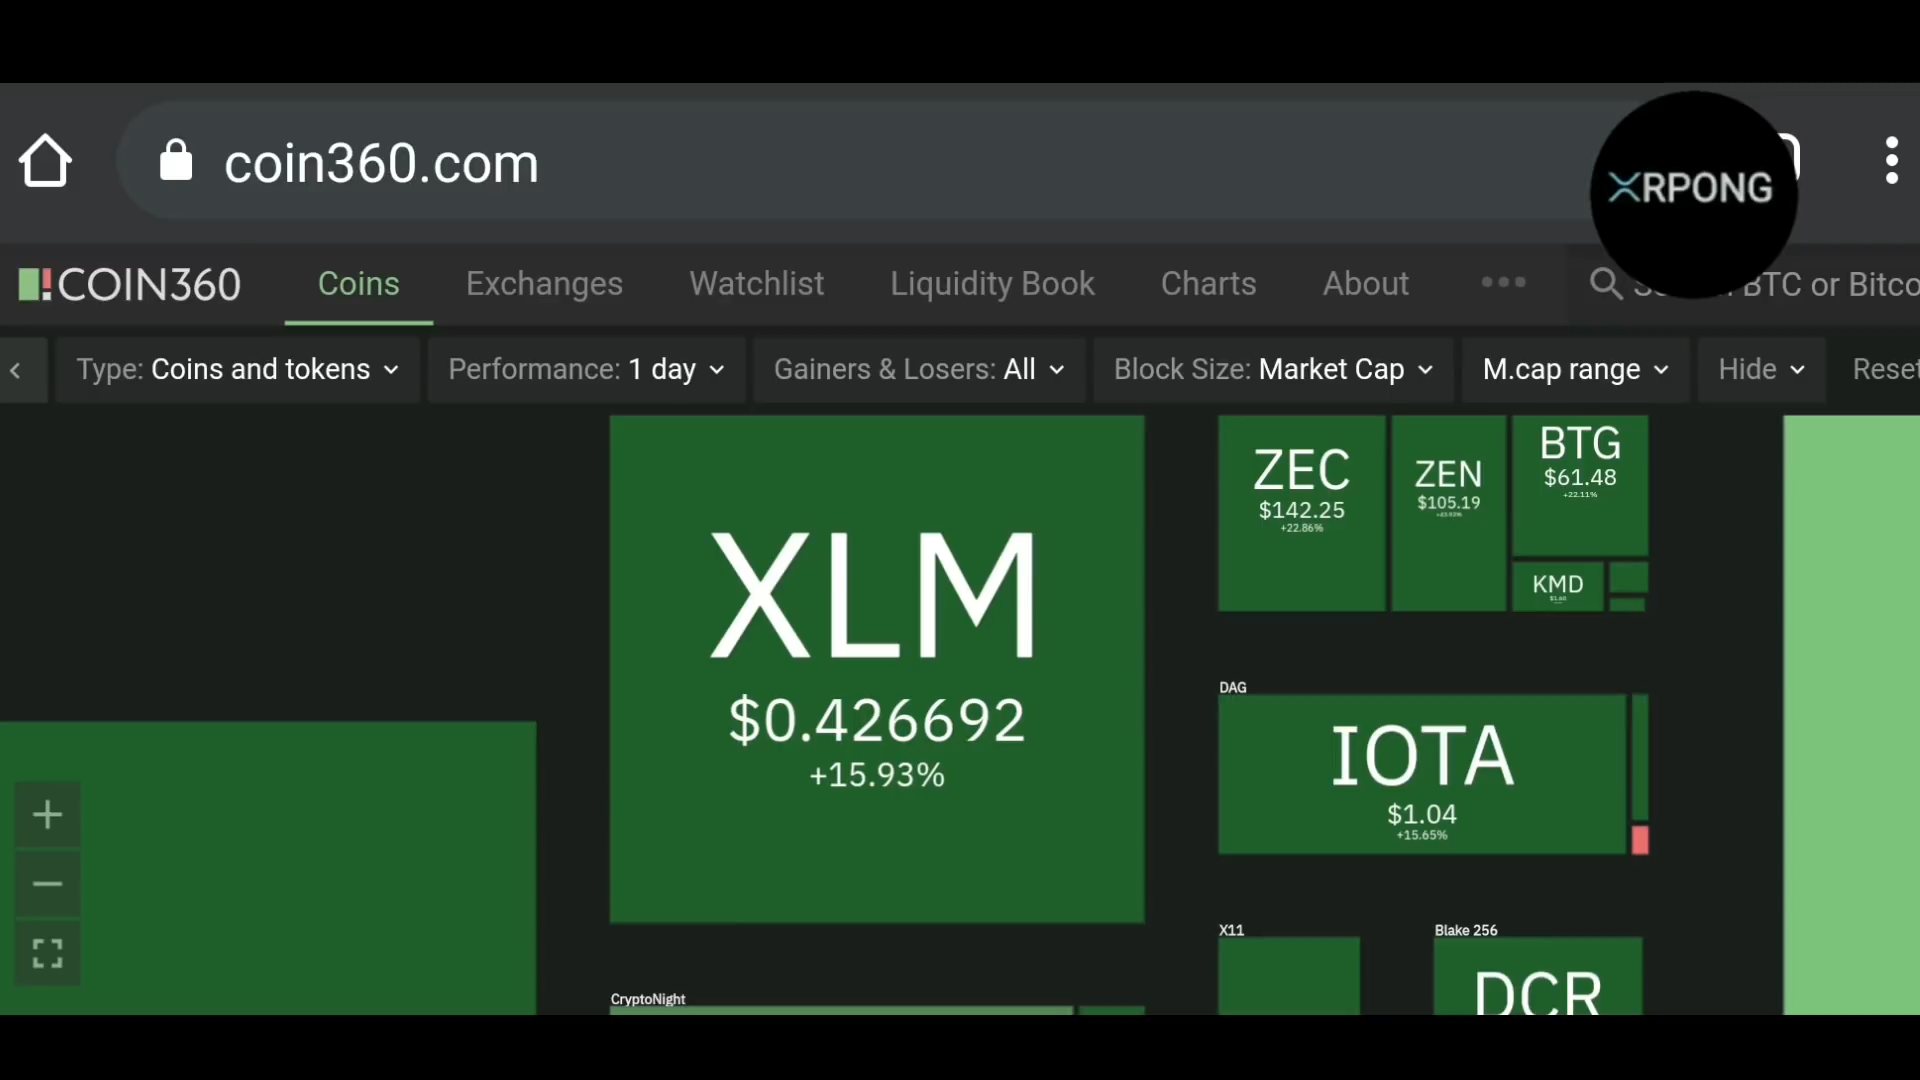 coin360.com
XRPONG
COIN360 Coins Exchanges Watchlist Liquidity Book Charts About BTC or Bitco
Type: Coins and tokens Performance: 1 day Gainers & Losers: All Block Size: Market Cap M.cap range Hide Reset
XLM
$0.426692
+15.93%
ZEC
$142.25
+22.86%
ZEN
$105.19
BTG
$61.48
+22.11%
KMD
DAG
IOTA
$1.04
+15.65%
X11
Blake 256
DCR
CryptoNight